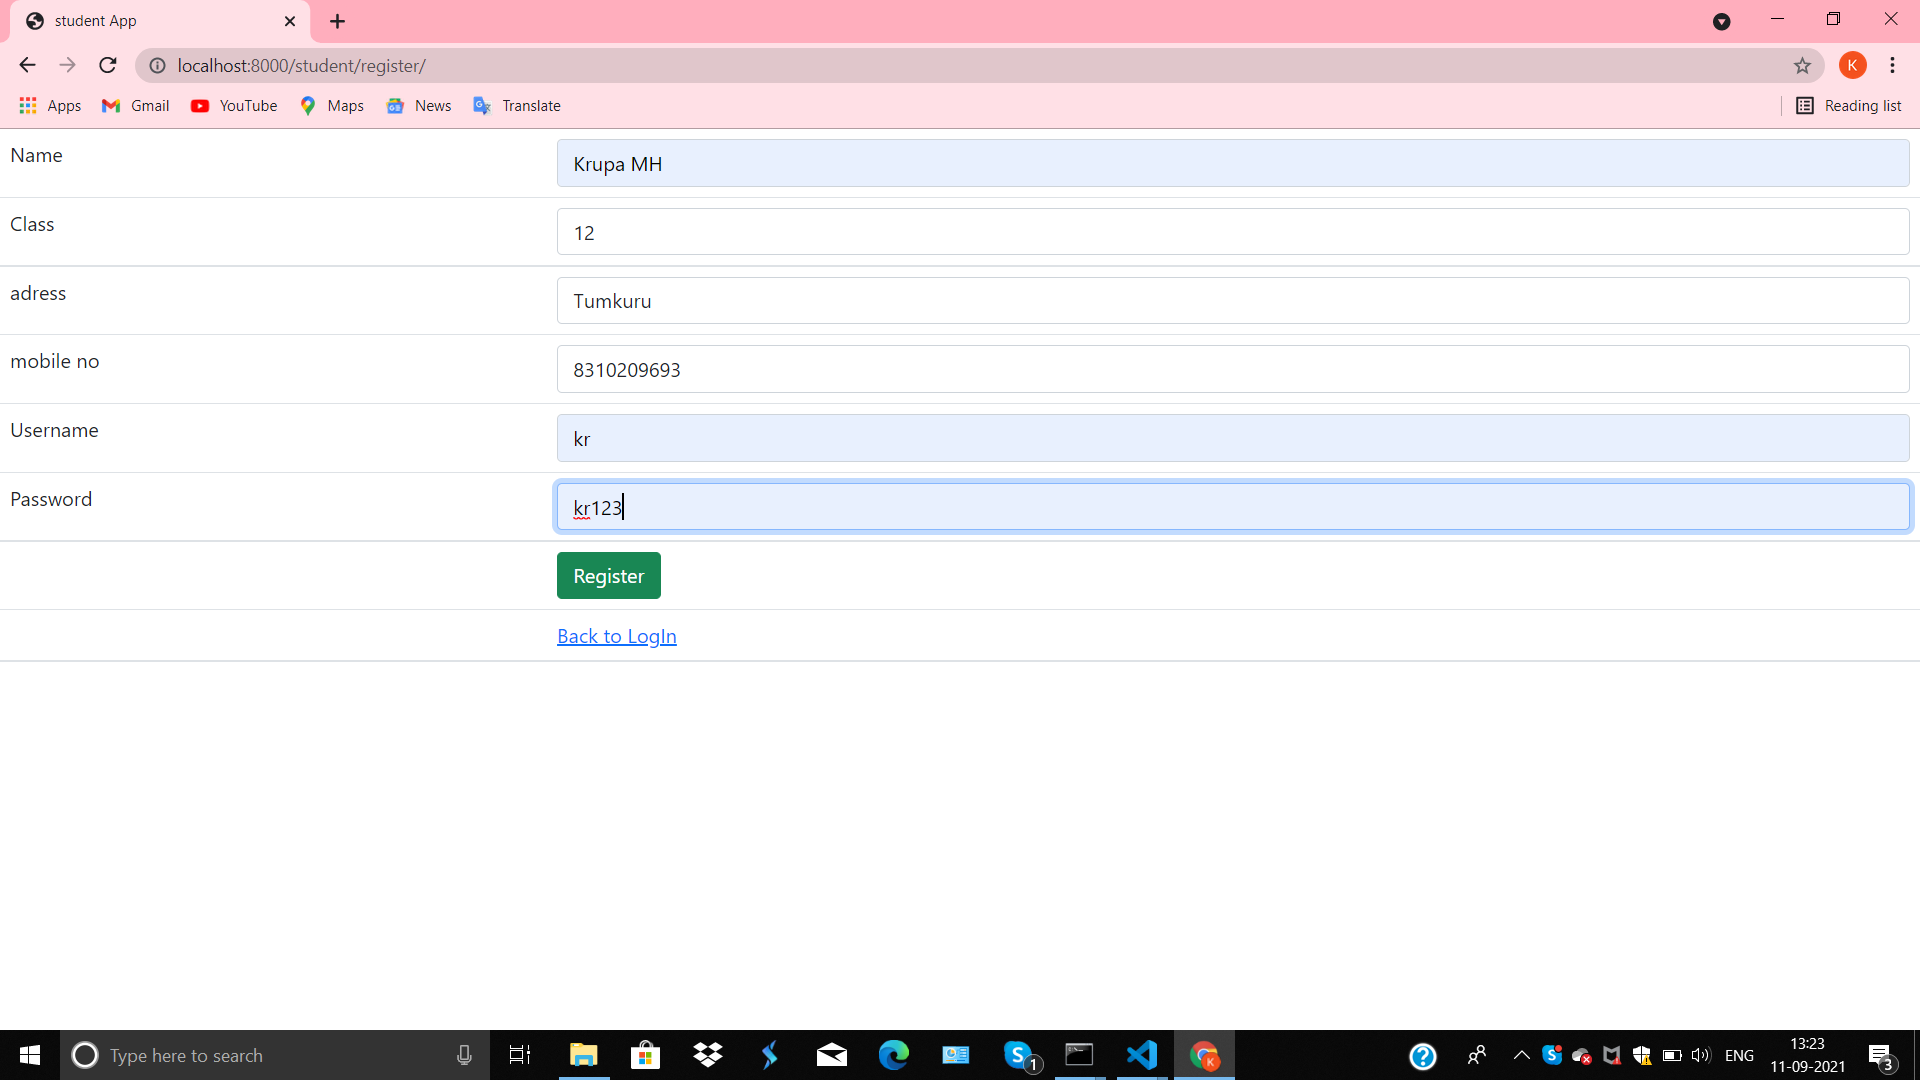 student App
localhost:8000/student/register/
K
Apps Gmail YouTube Maps News Translate Reading list
Name Krupa MH
Class 12
adress Tumkuru
mobile no 8310209693
Username kr
Password kr123
Register
Back to LogIn
Type here to search
1
K
ENG
13:23
11-09-2021
3